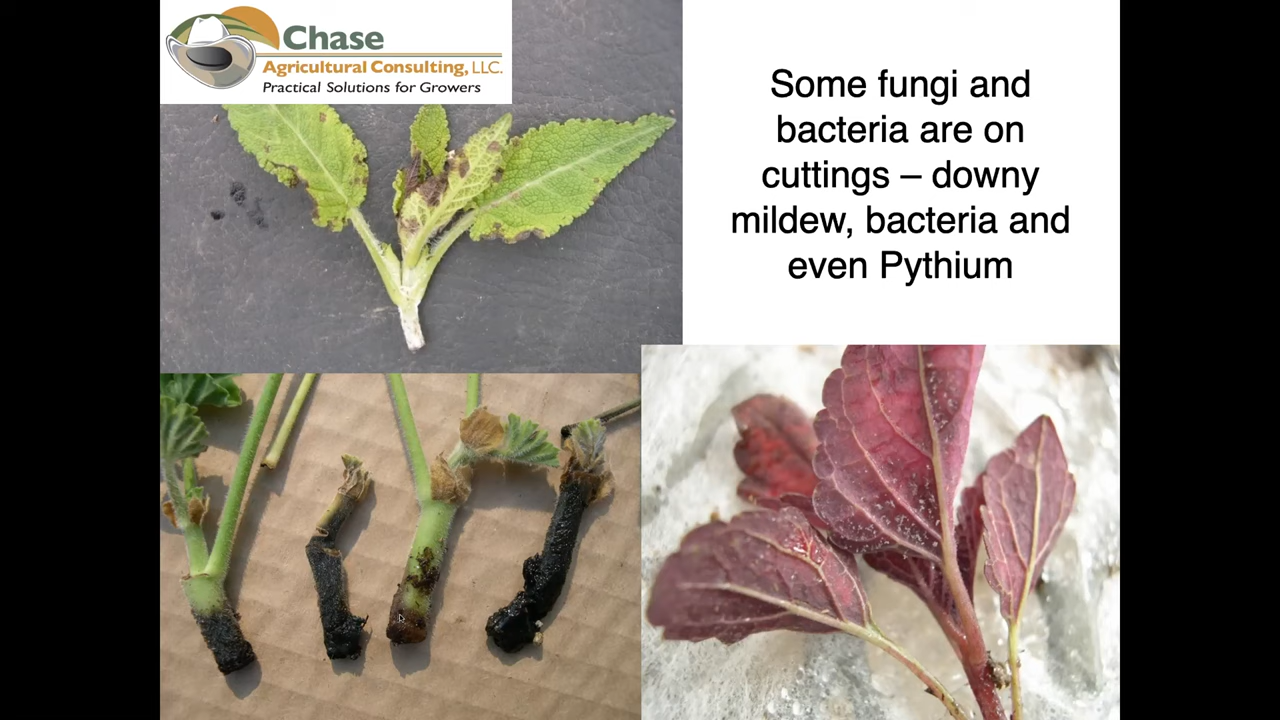 Chase
Agricultural Consulting, LLC.
Practical Solutions for Growers
Some fungi and
bacteria are on
cuttings – downy
mildew, bacteria and
even Pythium